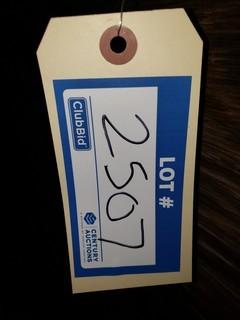 LOT #
2507
ClubBid
CENTURY
AUCTIONS